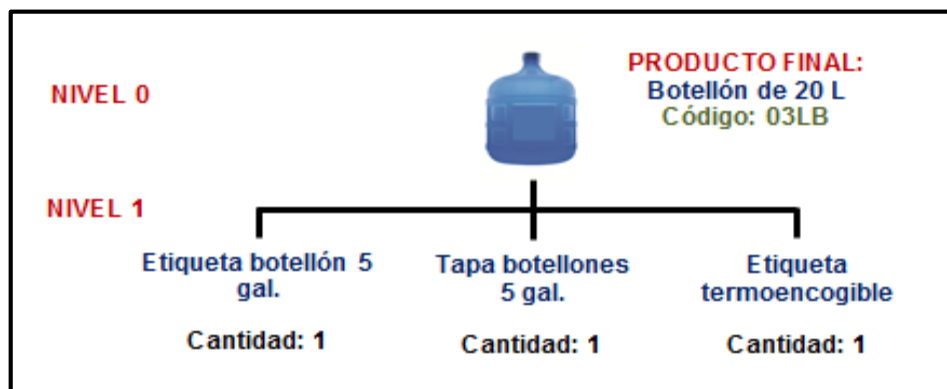 NIVEL 0
PRODUCTO FINAL:
Botellón de 20 L
Código: 03LB
NIVEL 1
Etiqueta botellón 5
gal.
Cantidad: 1
Tapa botellones
5 gal.
Cantidad: 1
Etiqueta
termoencogible
Cantidad: 1